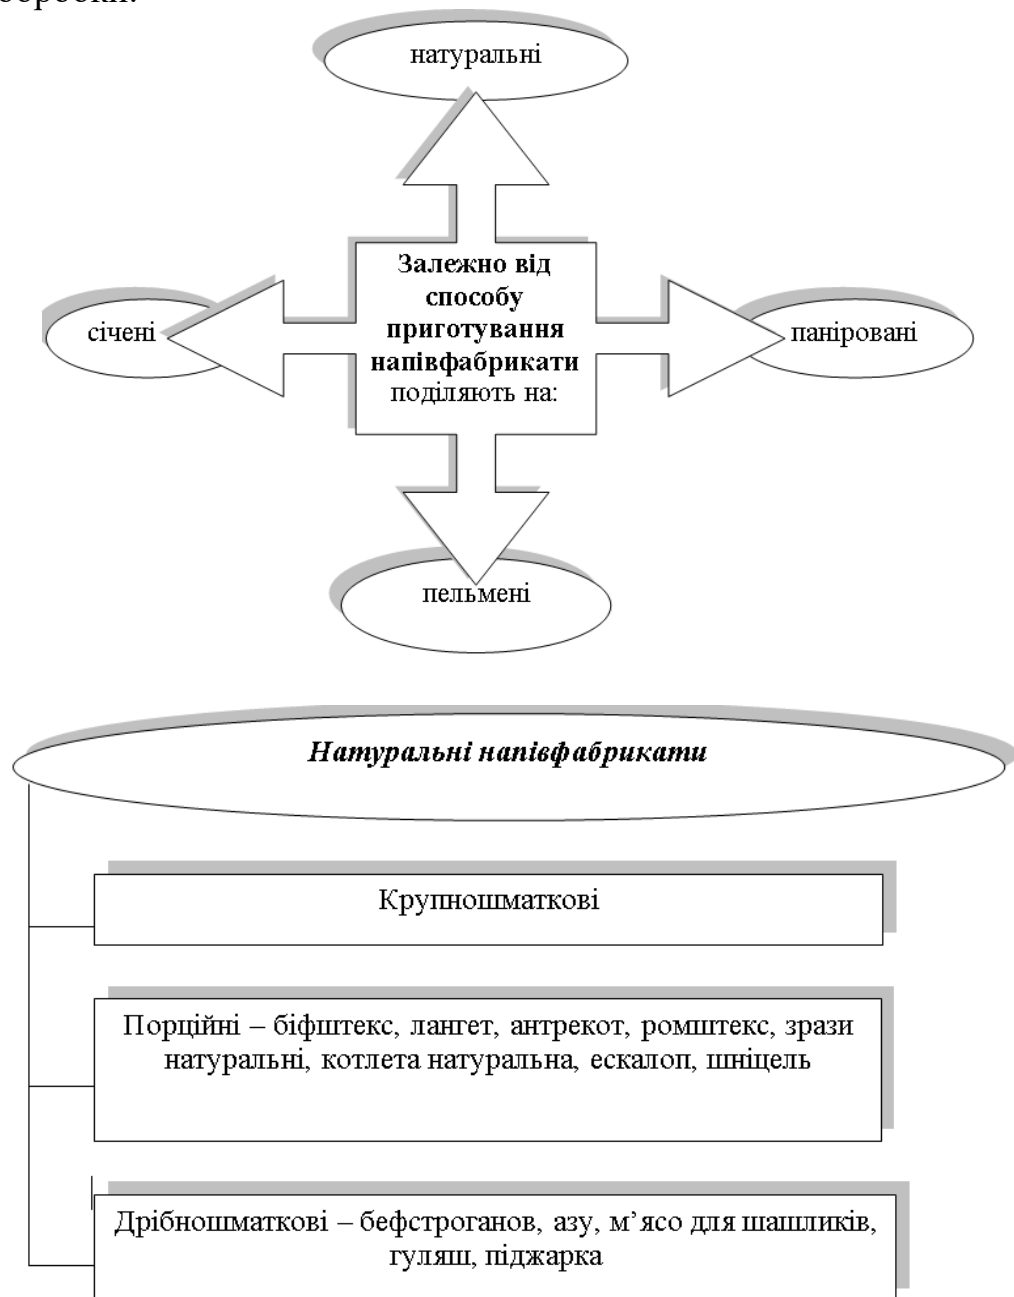 натуральні
Залежно від
способу
приготування
напівфабрикати
поділяють на:
січені
паніровані
пельмені
Натуральні напівфабрикати
Крупношматкові
Порційні – біфштекс, лангет, антрекот, ромштекс, зрази
натуральні, котлета натуральна, ескалоп, шніцель
Дрібношматкові – бефстроганов, азу, м’ясо для шашликів,
гуляш, піджарка